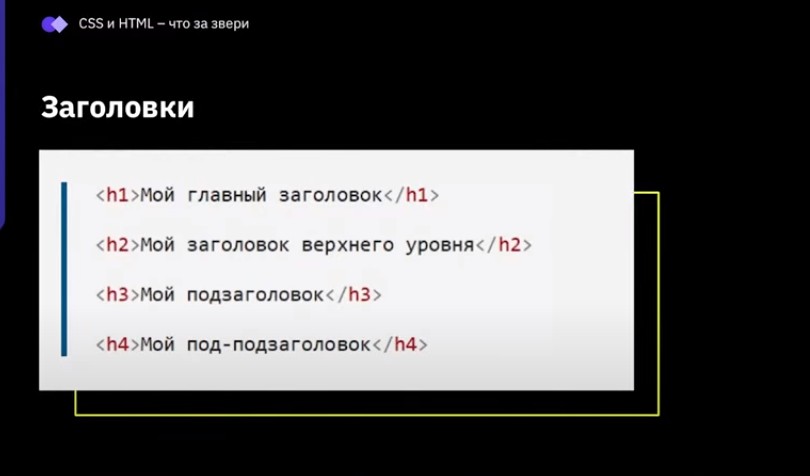 CSS и HTML – что за звери
Заголовки
<h1>Мой главный заголовок</h1>
<h2>Мой заголовок верхнего уровня</h2>
<h3>Мой подзаголовок</h3>
<h4>Мой под-подзаголовок</h4>